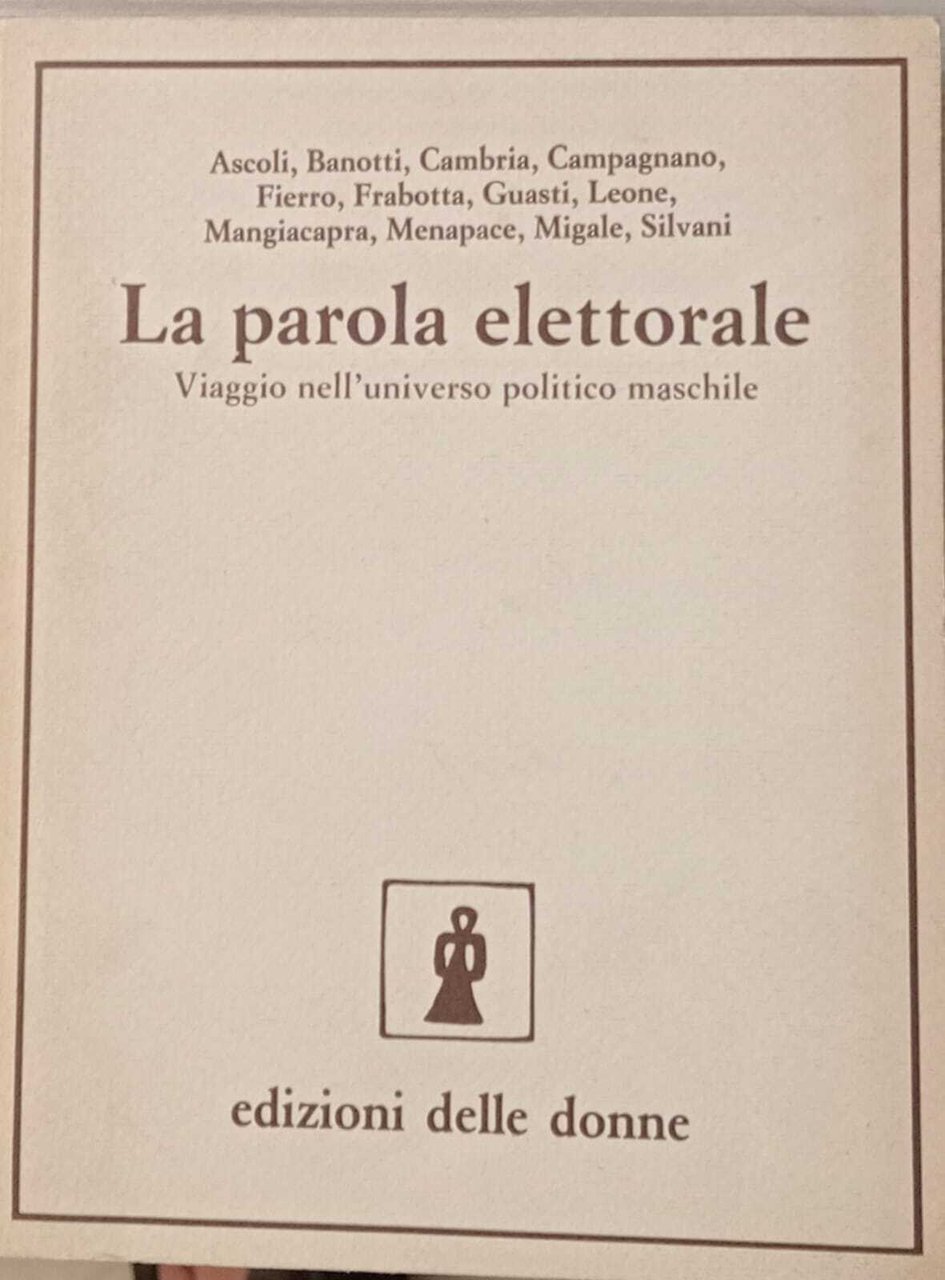 Ascoli, Banotti, Cambria, Campagnano,
Fierro, Frabotta, Guasti, Leone,
Mangiacapra, Menapace, Migale, Silvani
La parola elettorale
Viaggio nell'universo politico maschile
edizioni delle donne